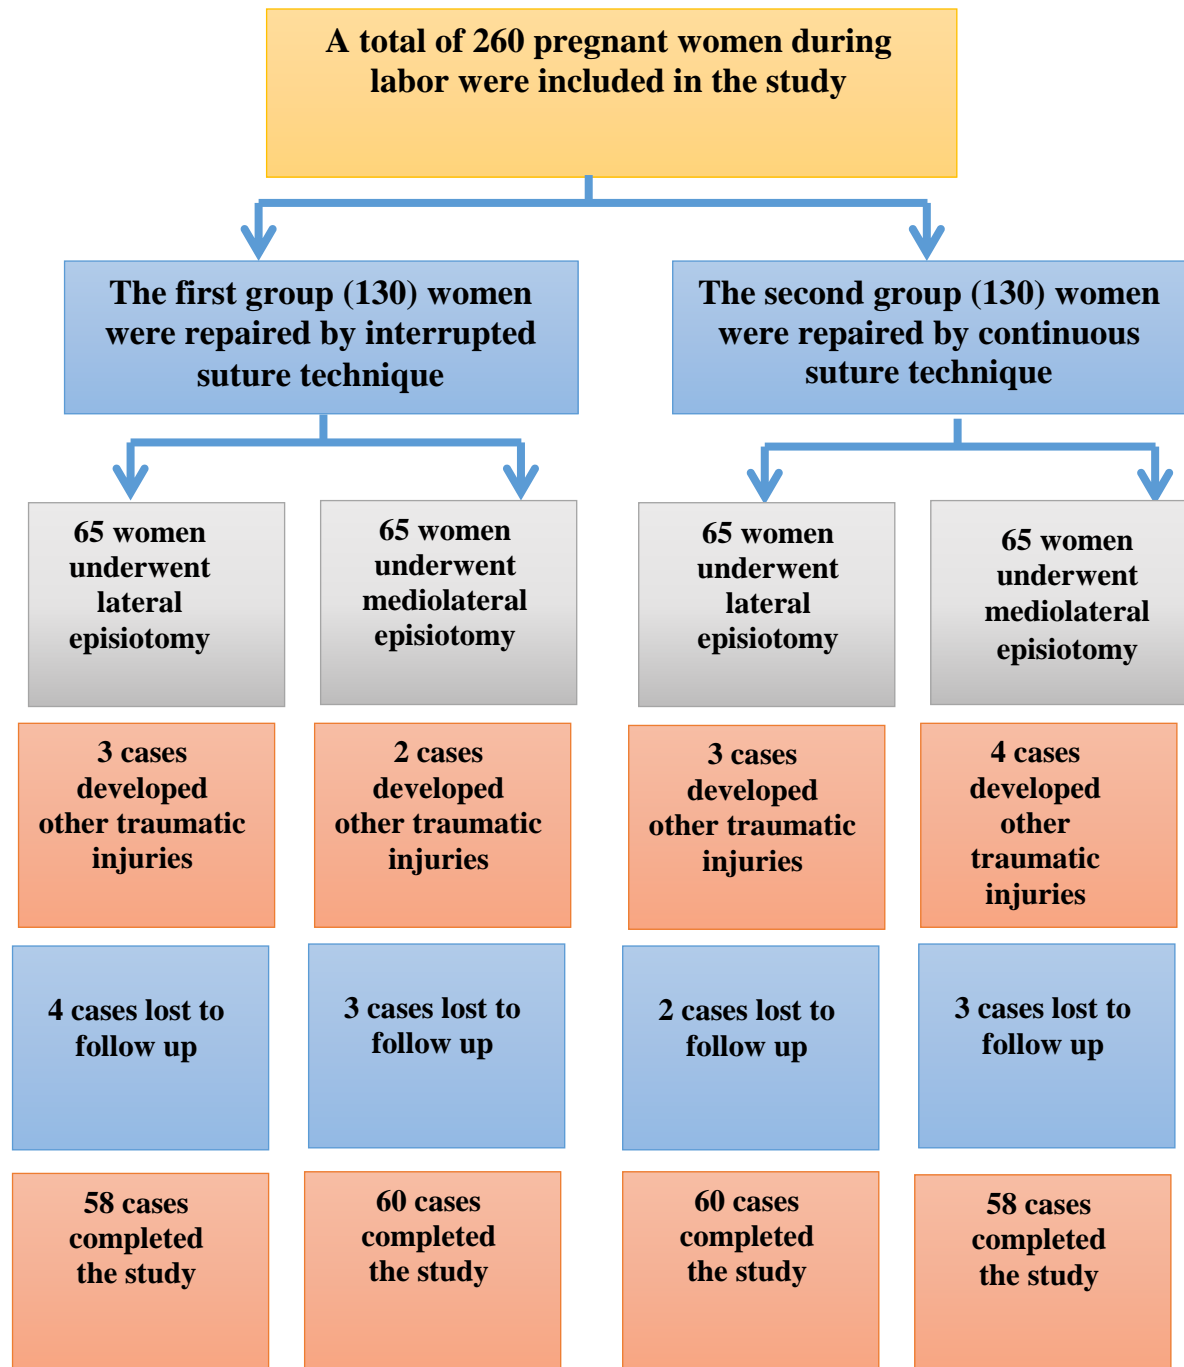 A total of 260 pregnant women during
labor were included in the study
The first group (130) women
were repaired by interrupted
suture technique
The second group (130) women
were repaired by continuous
suture technique
65 women
underwent
lateral
episiotomy
65 women
underwent
mediolateral
episiotomy
65 women
underwent
lateral
episiotomy
65 women
underwent
mediolateral
episiotomy
3 cases
developed
other traumatic
injuries
2 cases
developed
other traumatic
injuries
3 cases
developed
other traumatic
injuries
4 cases
developed
other
traumatic
injuries
4 cases lost to
follow up
3 cases lost to
follow up
2 cases lost to
follow up
3 cases lost to
follow up
58 cases
completed
the study
60 cases
completed
the study
60 cases
completed
the study
58 cases
completed
the study